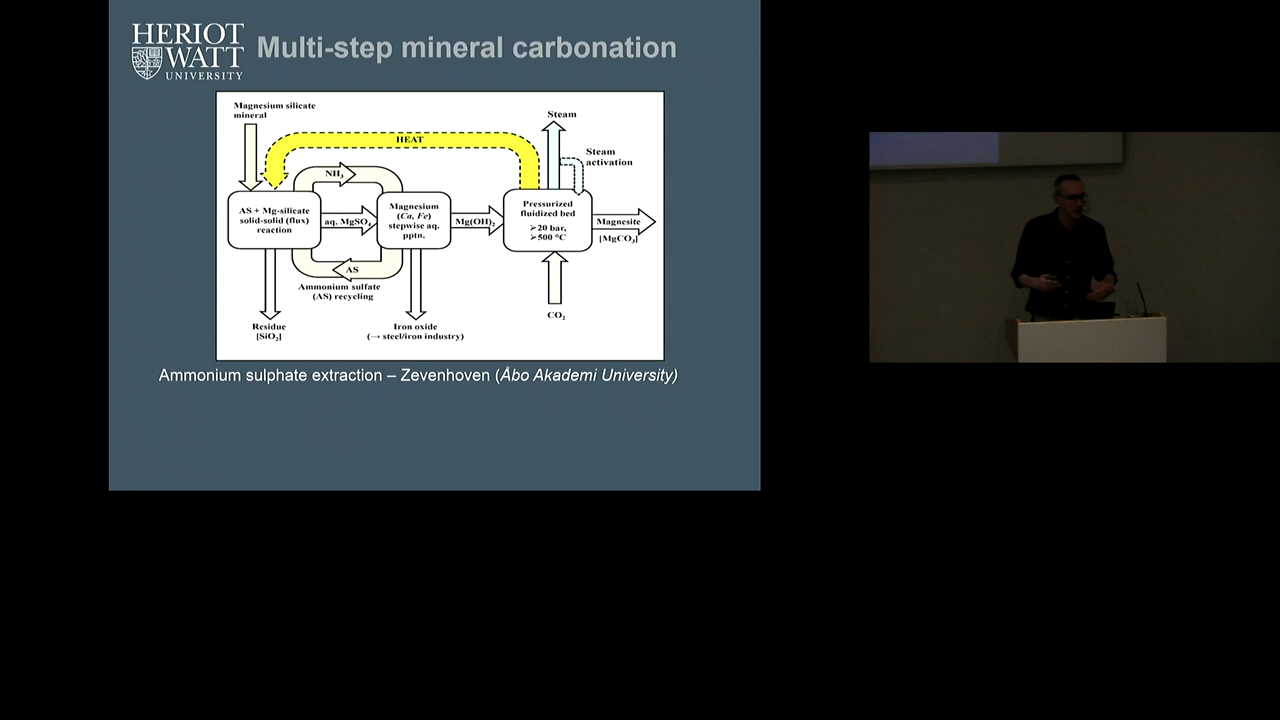 HERIOT
WATT
UNIVERSITY
Multi-step mineral carbonation
Magnesium silicate
mineral
HEAT
Steam
Steam
activation
NH3
AS + Mg-silicate
solid-solid (flux)
reaction
aq. MgSO4
Magnesium
(Ca, Fe)
stepwise aq.
pptn.
Mg(OH)2
Pressurized
fluidized bed
➢20 bar,
➢500 °C
Magnesite
[MgCO3]
AS
Ammonium sulfate
(AS) recycling
Residue
[SiO2]
Iron oxide
(→ steel/iron industry)
CO2
Ammonium sulphate extraction – Zevenhoven (Åbo Akademi University)